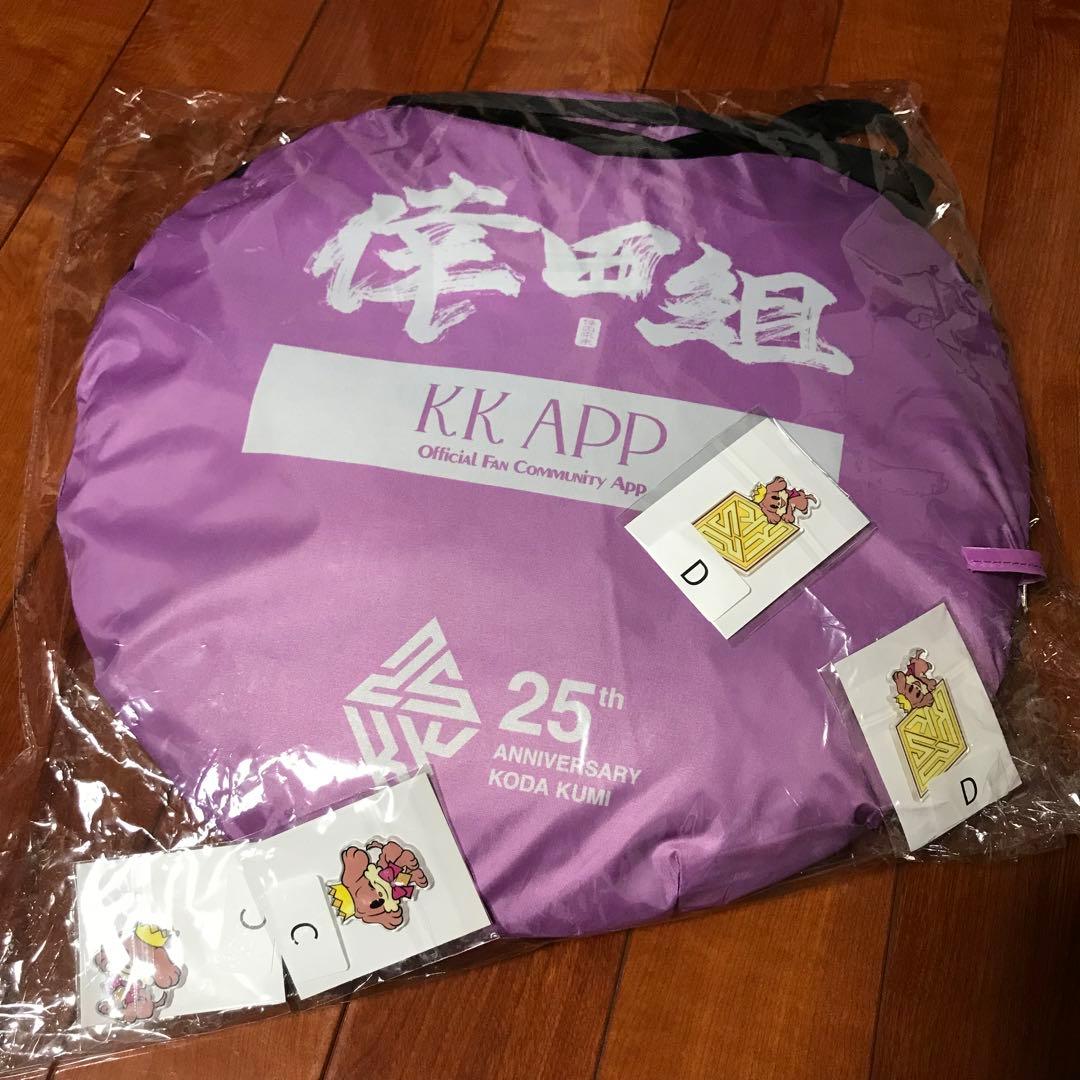 倖田組
KK APP
Official Fan Community App
25th
ANNIVERSARY
KODA KUMI
D
D
C
C